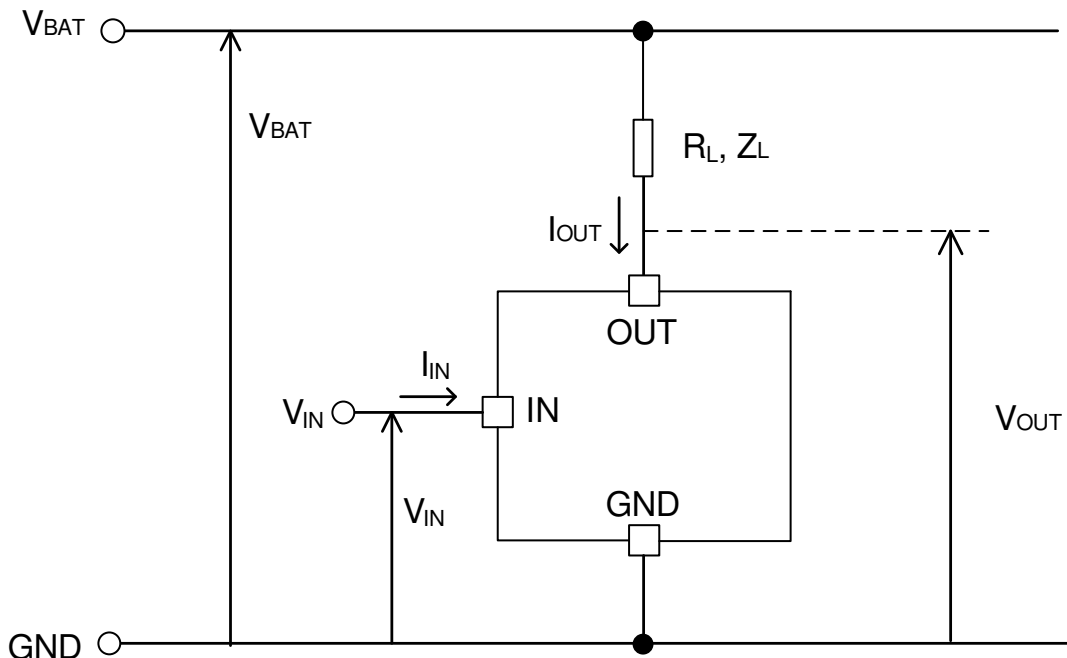 VBAT
VBAT
RL, ZL
IOUT
OUT
IIN
VIN
IN
VOUT
VIN
GND
GND